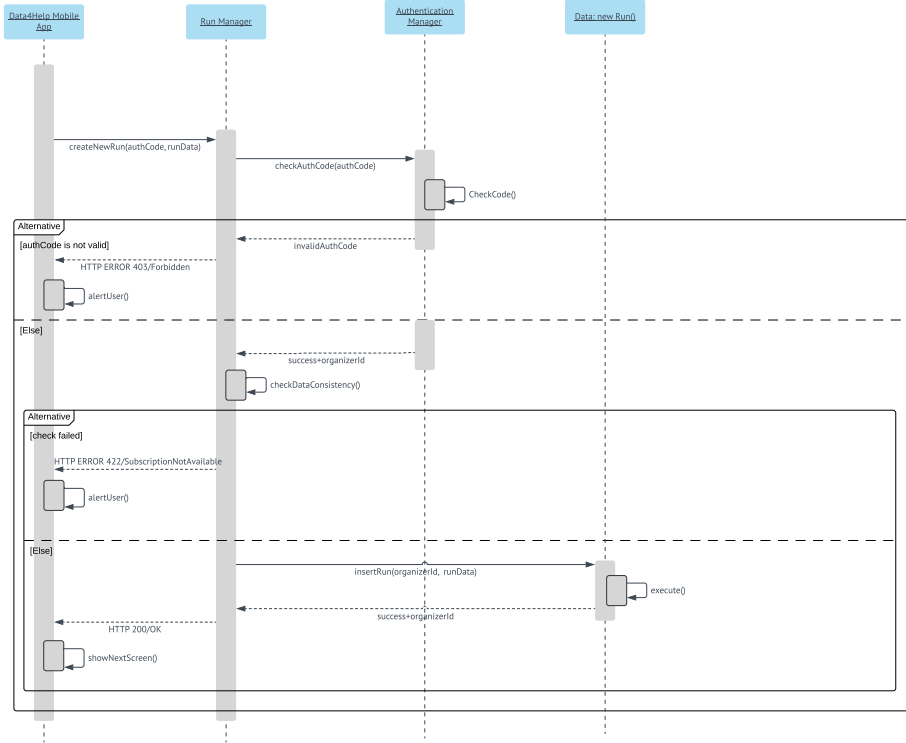 Data4Help Mobile
App
Run Manager
Authentication
Manager
Data: new Run()
createNewRun(authCode, runData)
checkAuthCode(authCode)
CheckCode()
Alternative
[authCode is not valid]
invalidAuthCode
HTTP ERROR 403/Forbidden
alertUser()
[Else]
success+organizerId
checkDataConsistency()
Alternative
[check failed]
HTTP ERROR 422/SubscriptionNotAvailable
alertUser()
[Else]
insertRun(organizerId, runData)
execute()
success+organizerId
HTTP 200/OK
showNextScreen()